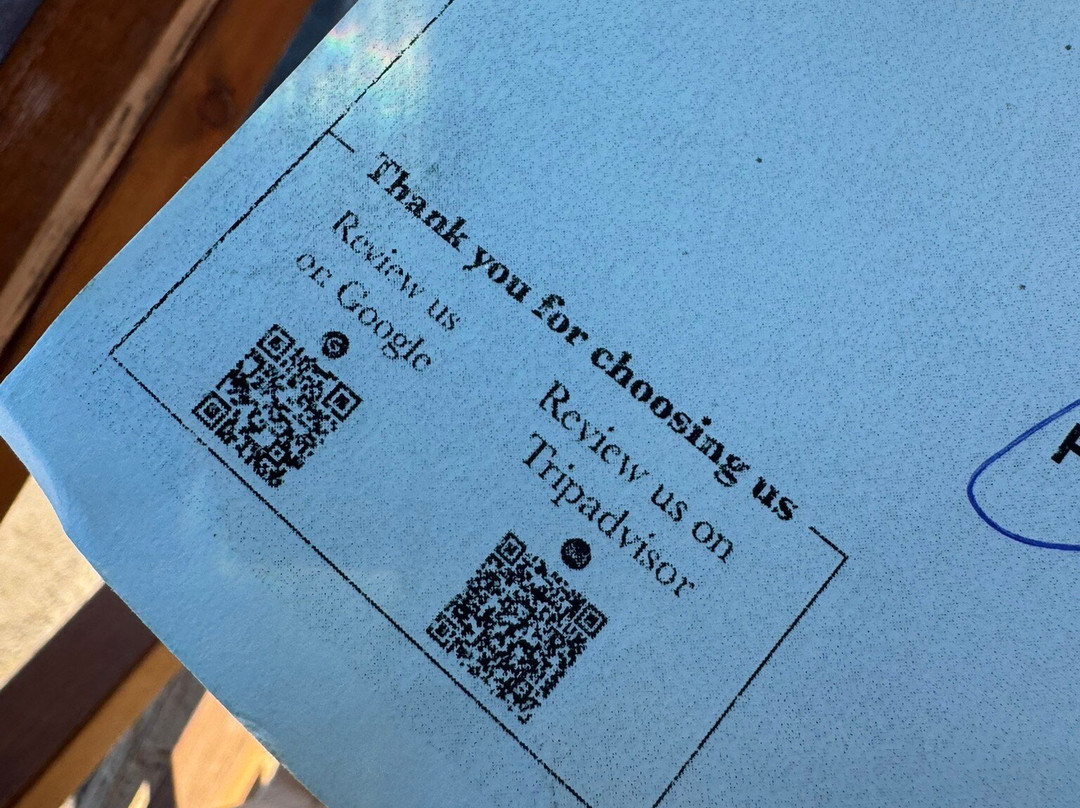 Thank you for choosing us
Review us
on Google
Review us on
Tripadvisor